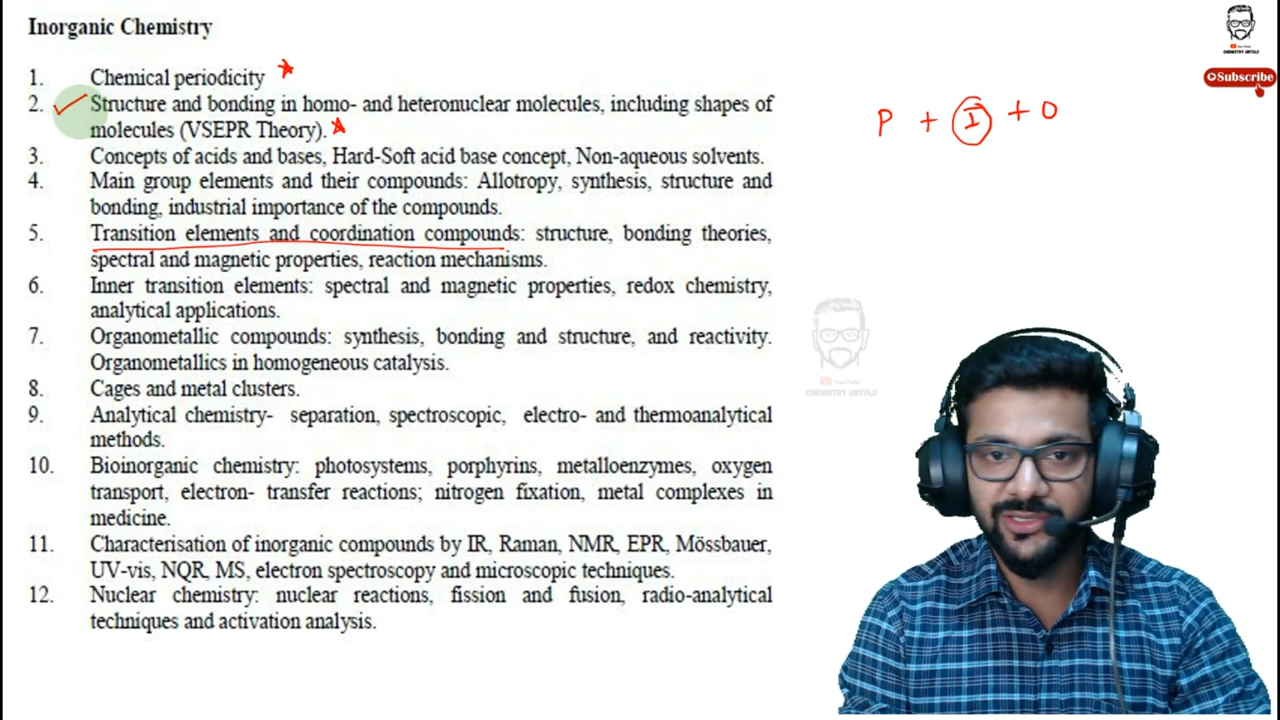 Inorganic Chemistry
1. Chemical periodicity
2. Structure and bonding in homo- and heteronuclear molecules, including shapes of
molecules (VSEPR Theory).
3. Concepts of acids and bases, Hard-Soft acid base concept, Non-aqueous solvents.
4. Main group elements and their compounds: Allotropy, synthesis, structure and
bonding, industrial importance of the compounds.
5. Transition elements and coordination compounds: structure, bonding theories,
spectral and magnetic properties, reaction mechanisms.
6. Inner transition elements: spectral and magnetic properties, redox chemistry,
analytical applications.
7. Organometallic compounds: synthesis, bonding and structure, and reactivity.
Organometallics in homogeneous catalysis.
8. Cages and metal clusters.
9. Analytical chemistry- separation, spectroscopic, electro- and thermoanalytical
methods.
10. Bioinorganic chemistry: photosystems, porphyrins, metalloenzymes, oxygen
transport, electron- transfer reactions; nitrogen fixation, metal complexes in
medicine.
11. Characterisation of inorganic compounds by IR, Raman, NMR, EPR, Mössbauer,
UV-vis, NQR, MS, electron spectroscopy and microscopic techniques.
12. Nuclear chemistry: nuclear reactions, fission and fusion, radio-analytical
techniques and activation analysis.
P + I + O
YouTube
CHEMISTRY UNTOLD
Subscribe
YouTube
CHEMISTRY UNTOLD